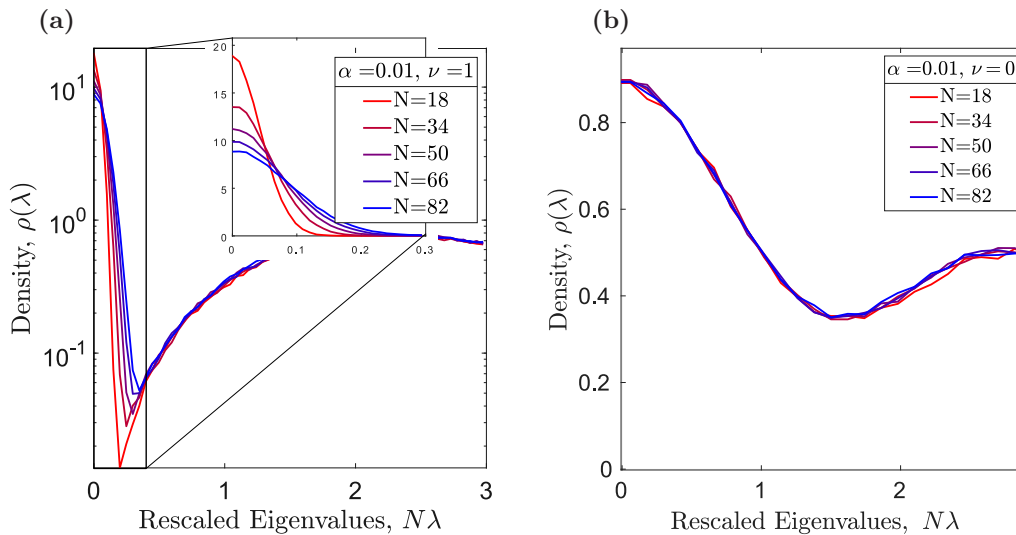 (a)
Density, ρ(λ)
10^1
10^0
10^-1
0 1 2 3
Rescaled Eigenvalues, Nλ
20
15
10
5
0
0 0.1 0.2 0.3
α =0.01, ν =1
N=18
N=34
N=50
N=66
N=82
(b)
Density, ρ(λ)
0.8
0.6
0.4
0.2
0
0 1 2
Rescaled Eigenvalues, Nλ
α =0.01, ν =0
N=18
N=34
N=50
N=66
N=82